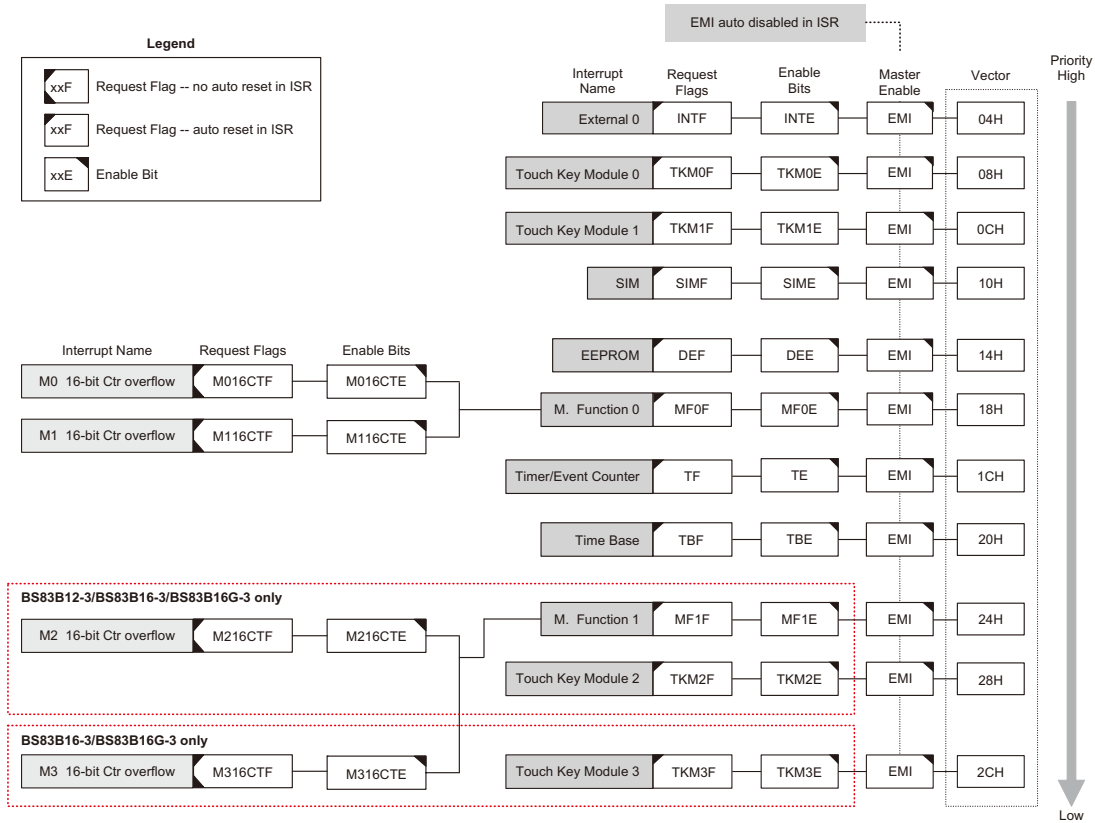 EMI auto disabled in ISR
Legend
xxF Request Flag -- no auto reset in ISR
xxF Request Flag -- auto reset in ISR
xxE Enable Bit
Interrupt Name Request Flags Enable Bits Master Enable Vector Priority High
External 0 INTF INTE EMI 04H
Touch Key Module 0 TKM0F TKM0E EMI 08H
Touch Key Module 1 TKM1F TKM1E EMI 0CH
SIM SIMF SIME EMI 10H
Interrupt Name Request Flags Enable Bits
EEPROM DEF DEE EMI 14H
M0 16-bit Ctr overflow M016CTF M016CTE
M. Function 0 MF0F MF0E EMI 18H
M1 16-bit Ctr overflow M116CTF M116CTE
Timer/Event Counter TF TE EMI 1CH
Time Base TBF TBE EMI 20H
BS83B12-3/BS83B16-3/BS83B16G-3 only
M. Function 1 MF1F MF1E EMI 24H
M2 16-bit Ctr overflow M216CTF M216CTE
Touch Key Module 2 TKM2F TKM2E EMI 28H
BS83B16-3/BS83B16G-3 only
M3 16-bit Ctr overflow M316CTF M316CTE Touch Key Module 3 TKM3F TKM3E EMI 2CH
Low